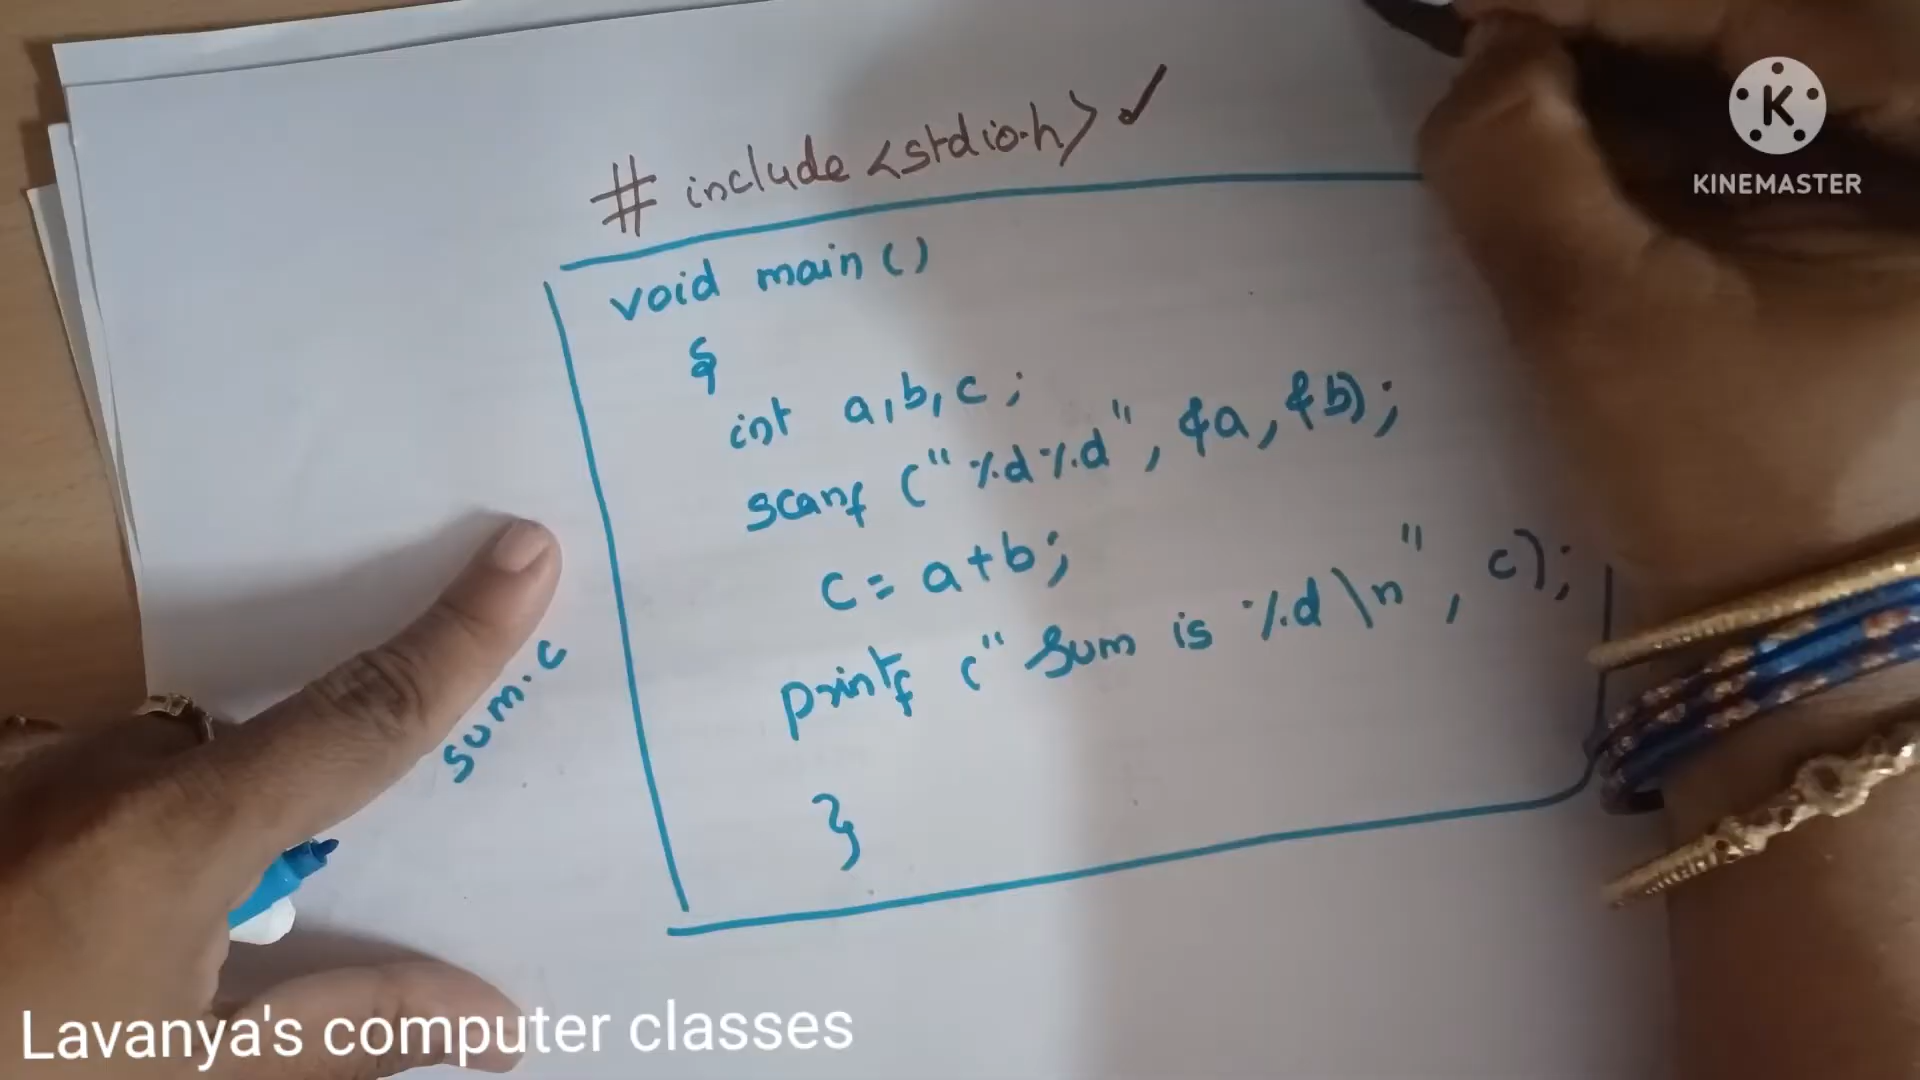 # include <stdio.h> ✓
void main ()
{
int a, b, c ;
scanf ("%d%d", &a, &b);
c = a+b;
printf ("Sum is %d \n", c);
}
sum.c
KINEMASTER
Lavanya's computer classes